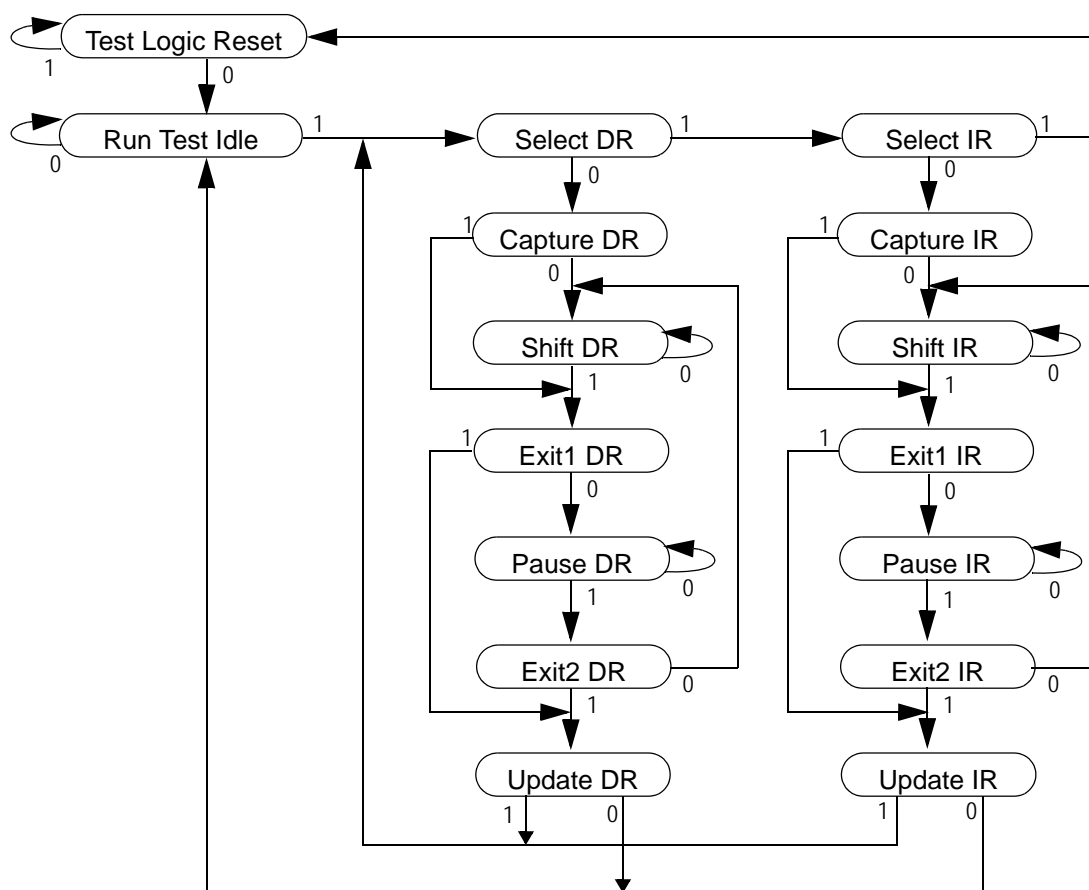 Test Logic Reset
1
0
Run Test Idle
1
0
Select DR
1
0
Select IR
1
0
Capture DR
1
0
Capture IR
1
0
Shift DR
0
1
Shift IR
0
1
Exit1 DR
1
0
Exit1 IR
1
0
Pause DR
0
1
Pause IR
0
1
Exit2 DR
0
1
Exit2 IR
0
1
Update DR
1
0
Update IR
1
0